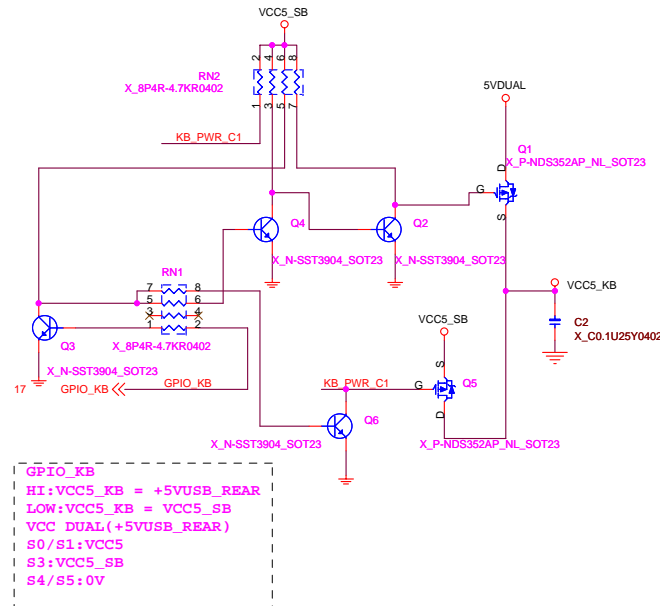 VCC5_SB
RN2
X_8P4R-4.7KR0402
2
4
6
8
1
3
5
7
KB_PWR_C1
5VDUAL
Q1
X_P-NDS352AP_NL_SOT23
D
G
S
Q4
Q2
X_N-SST3904_SOT23
X_N-SST3904_SOT23
RN1
7
8
5
6
3
4
1
2
X_8P4R-4.7KR0402
Q3
X_N-SST3904_SOT23
17 GPIO_KB GPIO_KB
VCC5_KB
C2
X_C0.1U25Y0402
VCC5_SB
S
KB_PWR_C1
G
Q5
D
X_P-NDS352AP_NL_SOT23
Q6
X_N-SST3904_SOT23
GPIO_KB
HI:VCC5_KB = +5VUSB_REAR
LOW:VCC5_KB = VCC5_SB
VCC DUAL(+5VUSB_REAR)
S0/S1:VCC5
S3:VCC5_SB
S4/S5:0V